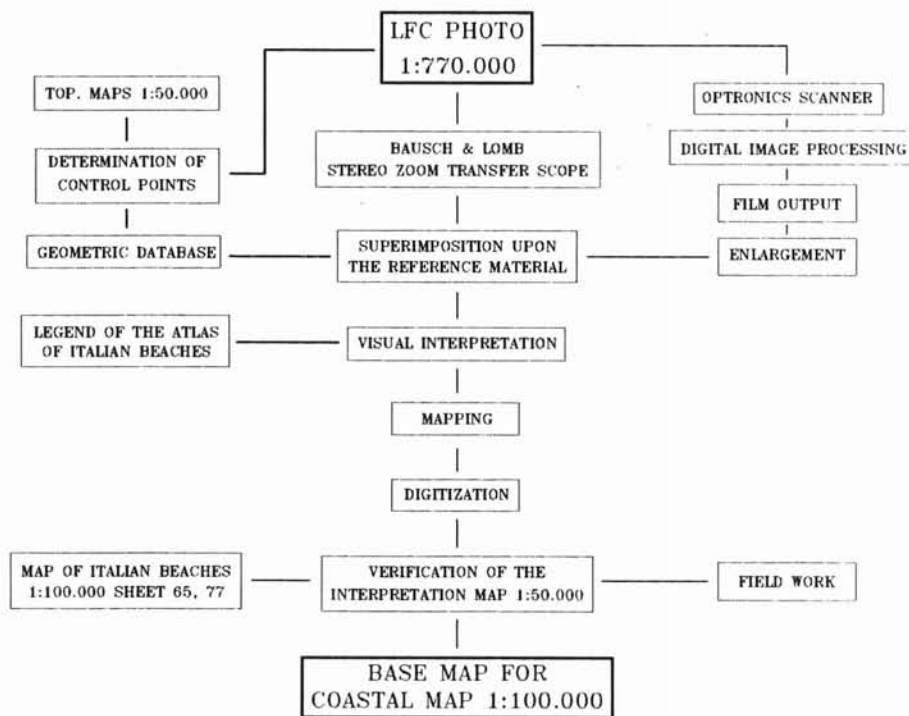 LFC PHOTO
1:770.000
TOP. MAPS 1:50.000
OPTRONICS SCANNER
BAUSCH & LOMB
STEREO ZOOM TRANSFER SCOPE
DIGITAL IMAGE PROCESSING
DETERMINATION OF
CONTROL POINTS
FILM OUTPUT
GEOMETRIC DATABASE
SUPERIMPOSITION UPON
THE REFERENCE MATERIAL
ENLARGEMENT
LEGEND OF THE ATLAS
OF ITALIAN BEACHES
VISUAL INTERPRETATION
MAPPING
DIGITIZATION
MAP OF ITALIAN BEACHES
1:100.000 SHEET 65, 77
VERIFICATION OF THE
INTERPRETATION MAP 1:50.000
FIELD WORK
BASE MAP FOR
COASTAL MAP 1:100.000